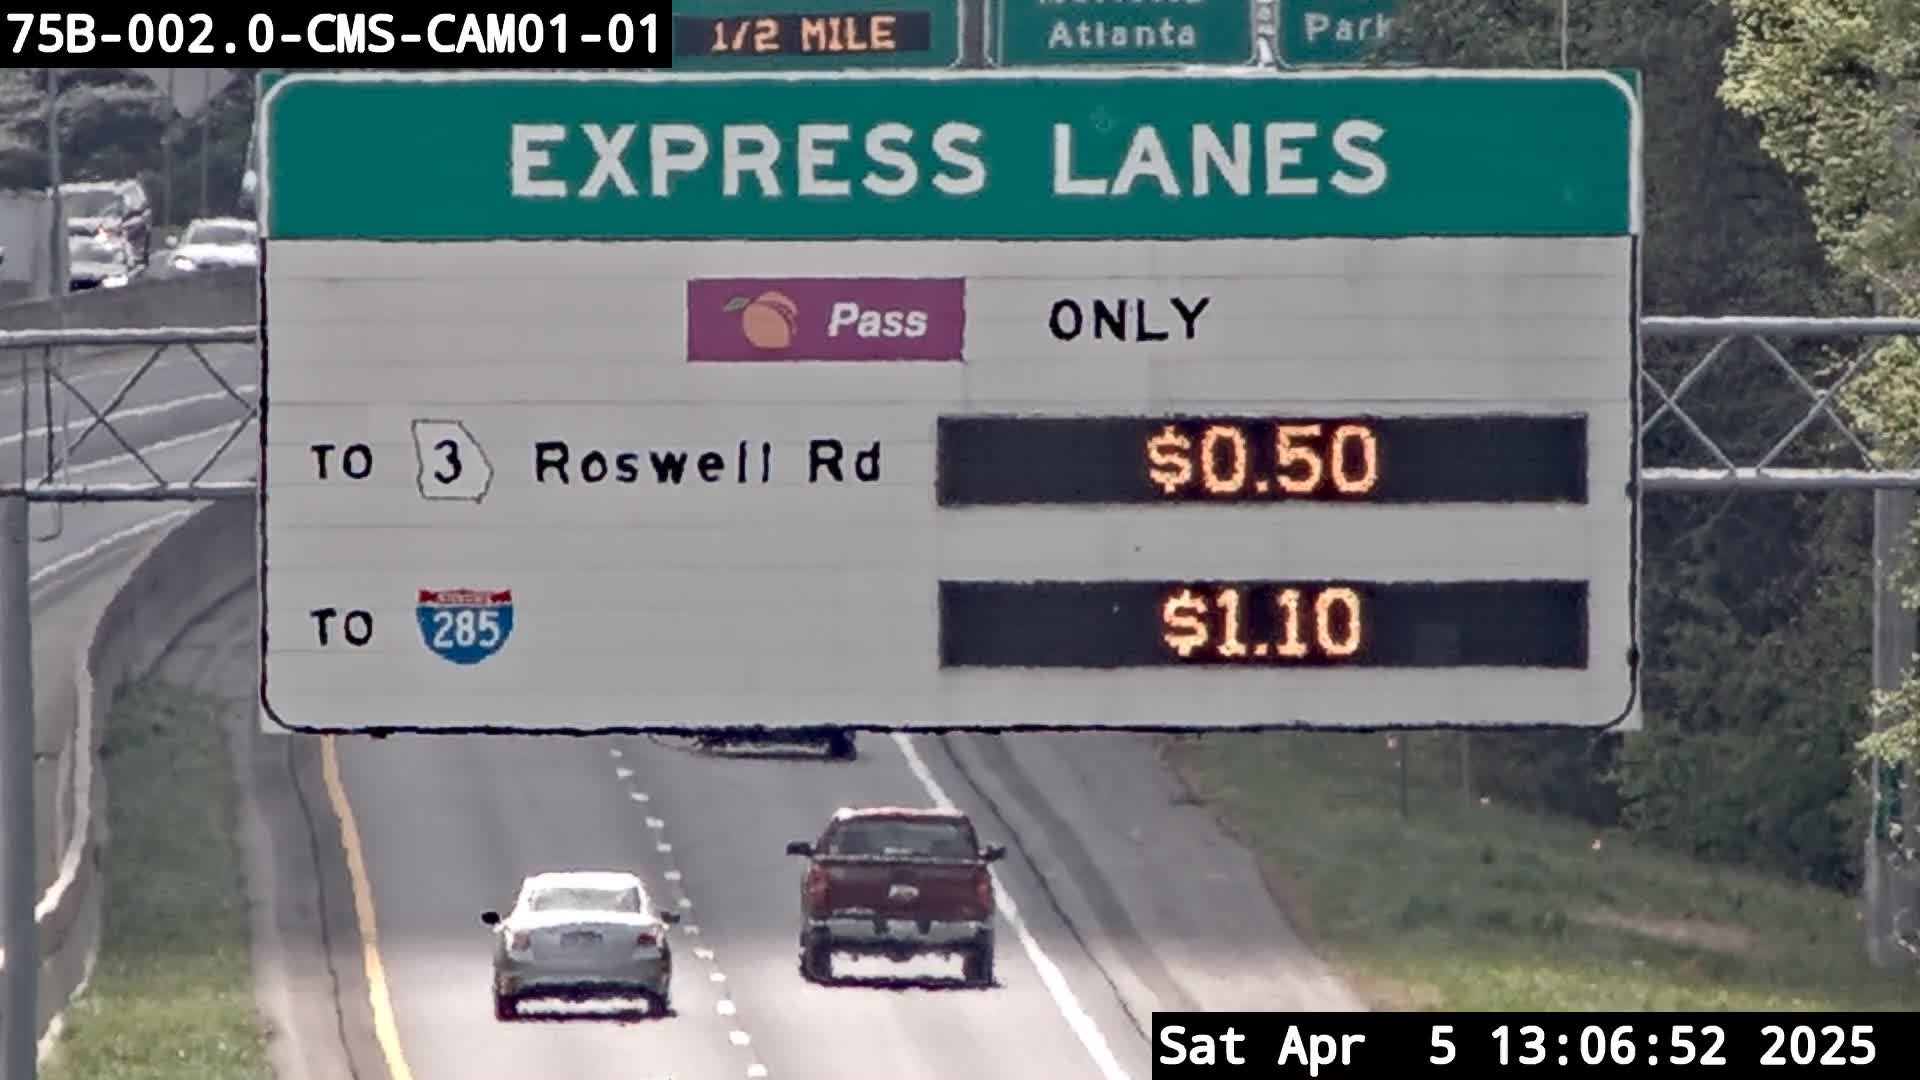 75B-002.0-CMS-CAM01-01
1/2 MILE
Atlanta
Park
EXPRESS LANES
Pass ONLY
TO 3 Roswell Rd $0.50
TO 285 $1.10
Sat Apr 5 13:06:52 2025